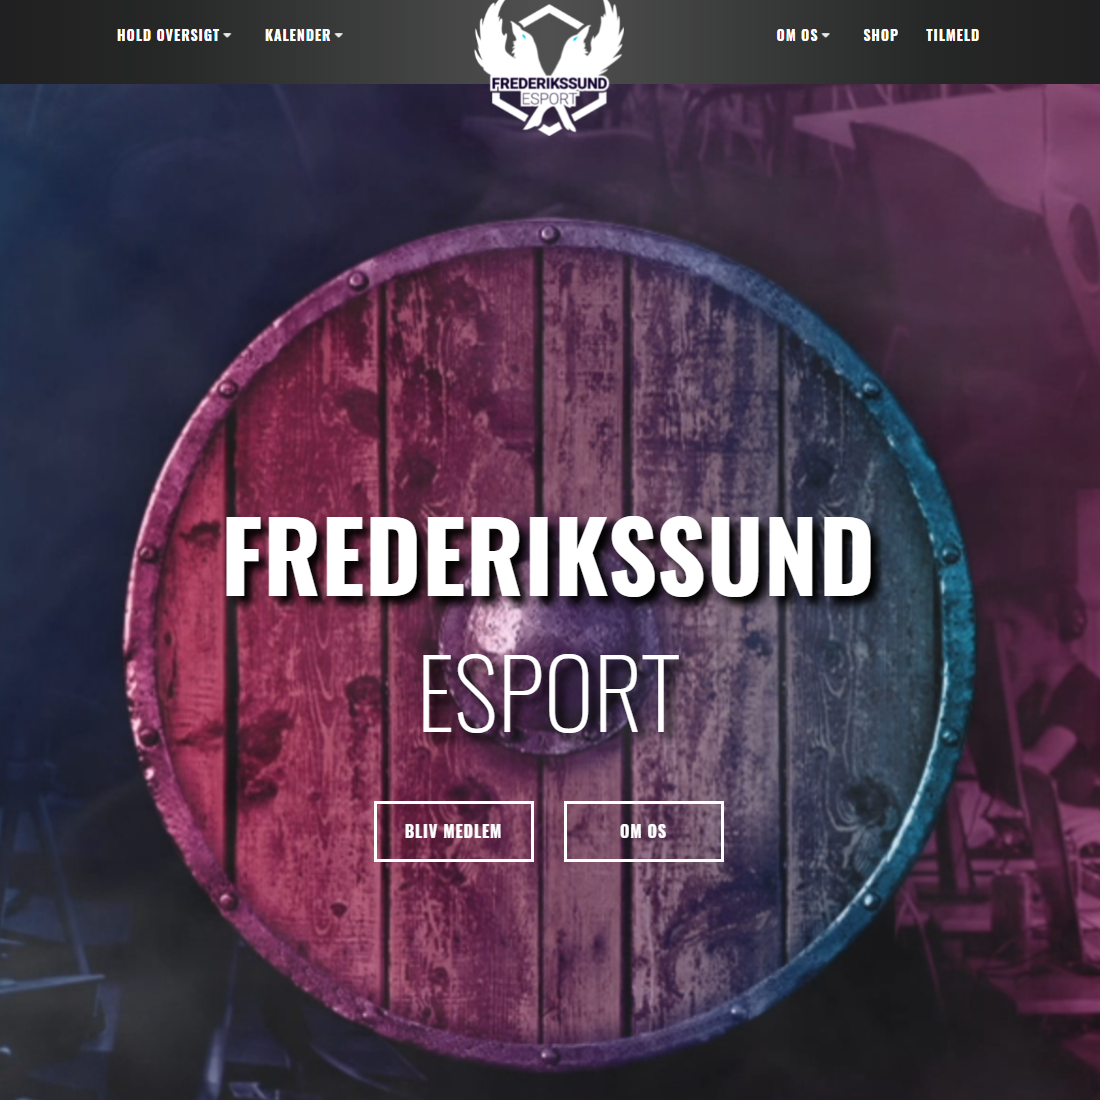 HOLD OVERSIGT
KALENDER
FREDERIKSSUND
ESPORT
OM OS
SHOP
TILMELD
FREDERIKSSUND
ESPORT
BLIV MEDLEM
OM OS